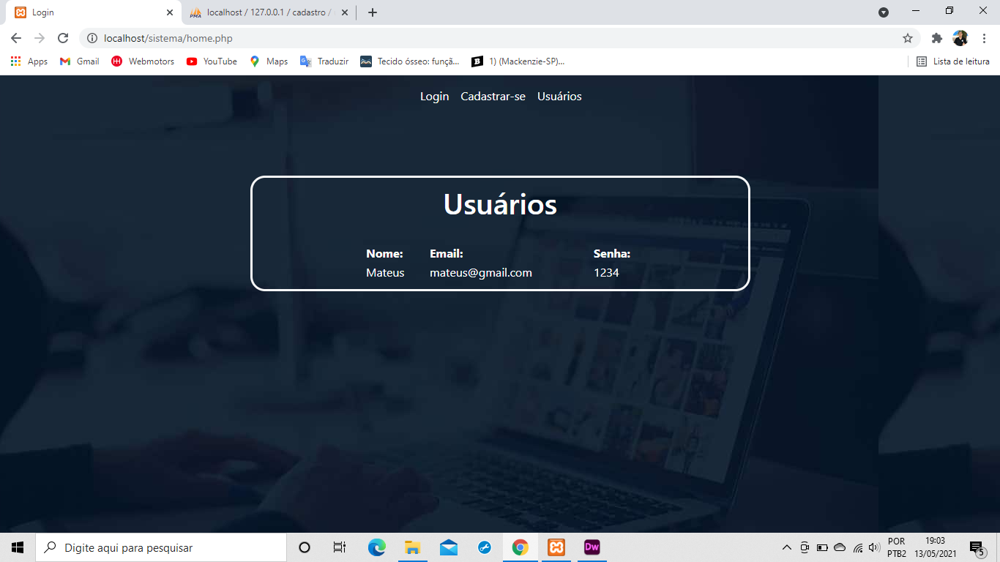 Login
localhost / 127.0.0.1 / cadastro /
localhost/sistema/home.php
Apps Gmail Webmotors YouTube Maps Traduzir Tecido ósseo: funçã... 1) (Mackenzie-SP)... Lista de leitura
Login Cadastrar-se Usuários
Usuários
Nome: Email: Senha:
Mateus mateus@gmail.com 1234
Digite aqui para pesquisar
Dw
POR
PTB2
19:03
13/05/2021
5